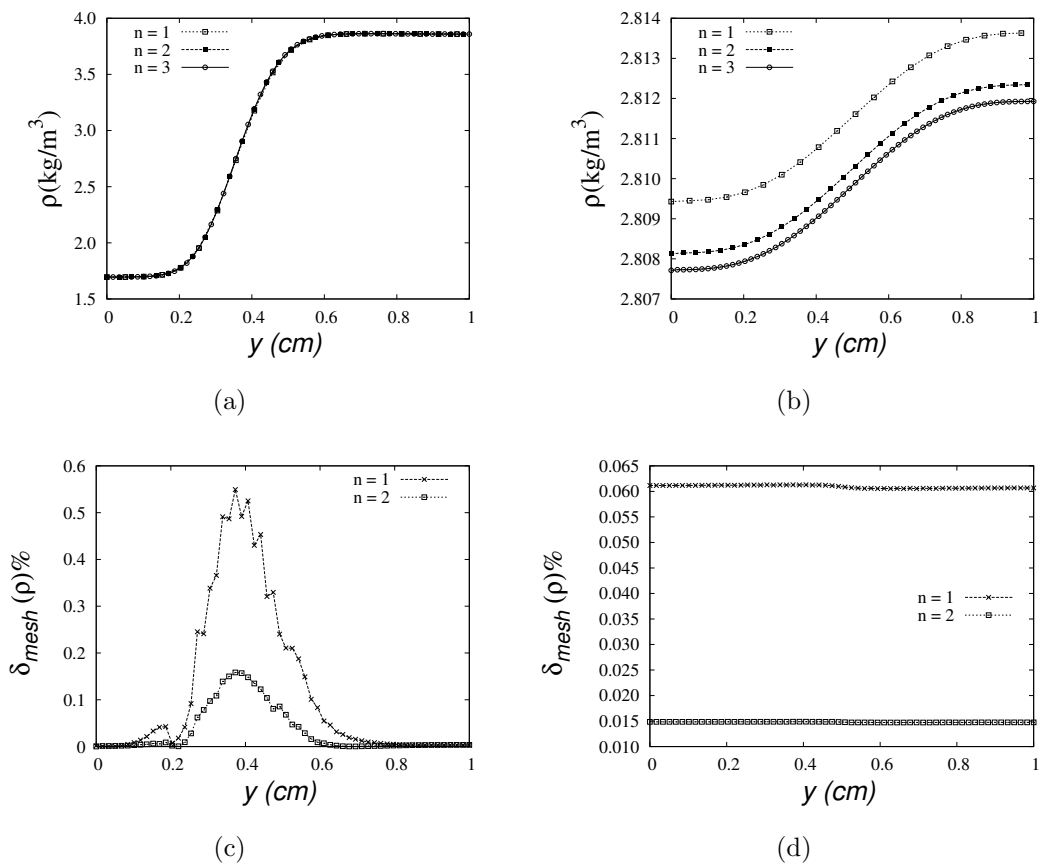 4.0
3.5
3.0
2.5
2.0
1.5
ρ(kg/m³)
n = 1
n = 2
n = 3
0 0.2 0.4 0.6 0.8 1
y (cm)
(a)
2.814
2.813
2.812
2.811
2.810
2.809
2.808
2.807
ρ(kg/m³)
n = 1
n = 2
n = 3
0 0.2 0.4 0.6 0.8 1
y (cm)
(b)
0.6
0.5
0.4
0.3
0.2
0.1
0
δmesh(ρ)%
n = 1
n = 2
0 0.2 0.4 0.6 0.8 1
y (cm)
(c)
0.065
0.060
0.055
0.050
0.045
0.040
0.035
0.030
0.025
0.020
0.015
0.010
δmesh(ρ)%
n = 1
n = 2
0 0.2 0.4 0.6 0.8 1
y (cm)
(d)